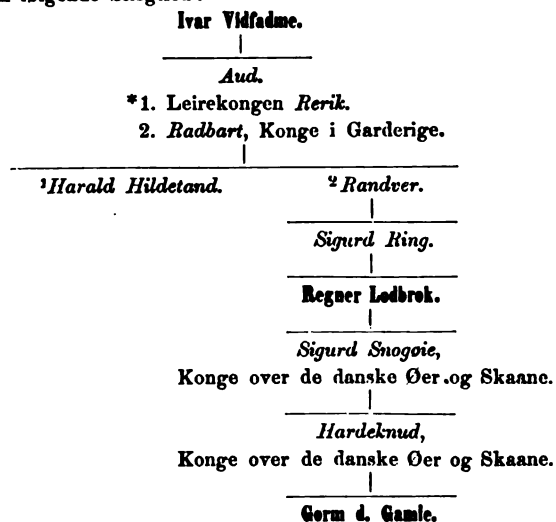 Ivar Vidfadme.
Aud.
*1. Leirekongen Rerik.
2. Radbart, Konge i Garderige.
¹Harald Hildetand. ²Randver.
Sigurd Ring.
Regner Lodbrok.
Sigurd Snogøie,
Konge over de danske Øer og Skaane.
Hardeknud,
Konge over de danske Øer og Skaane.
Gorm d. Gamle.